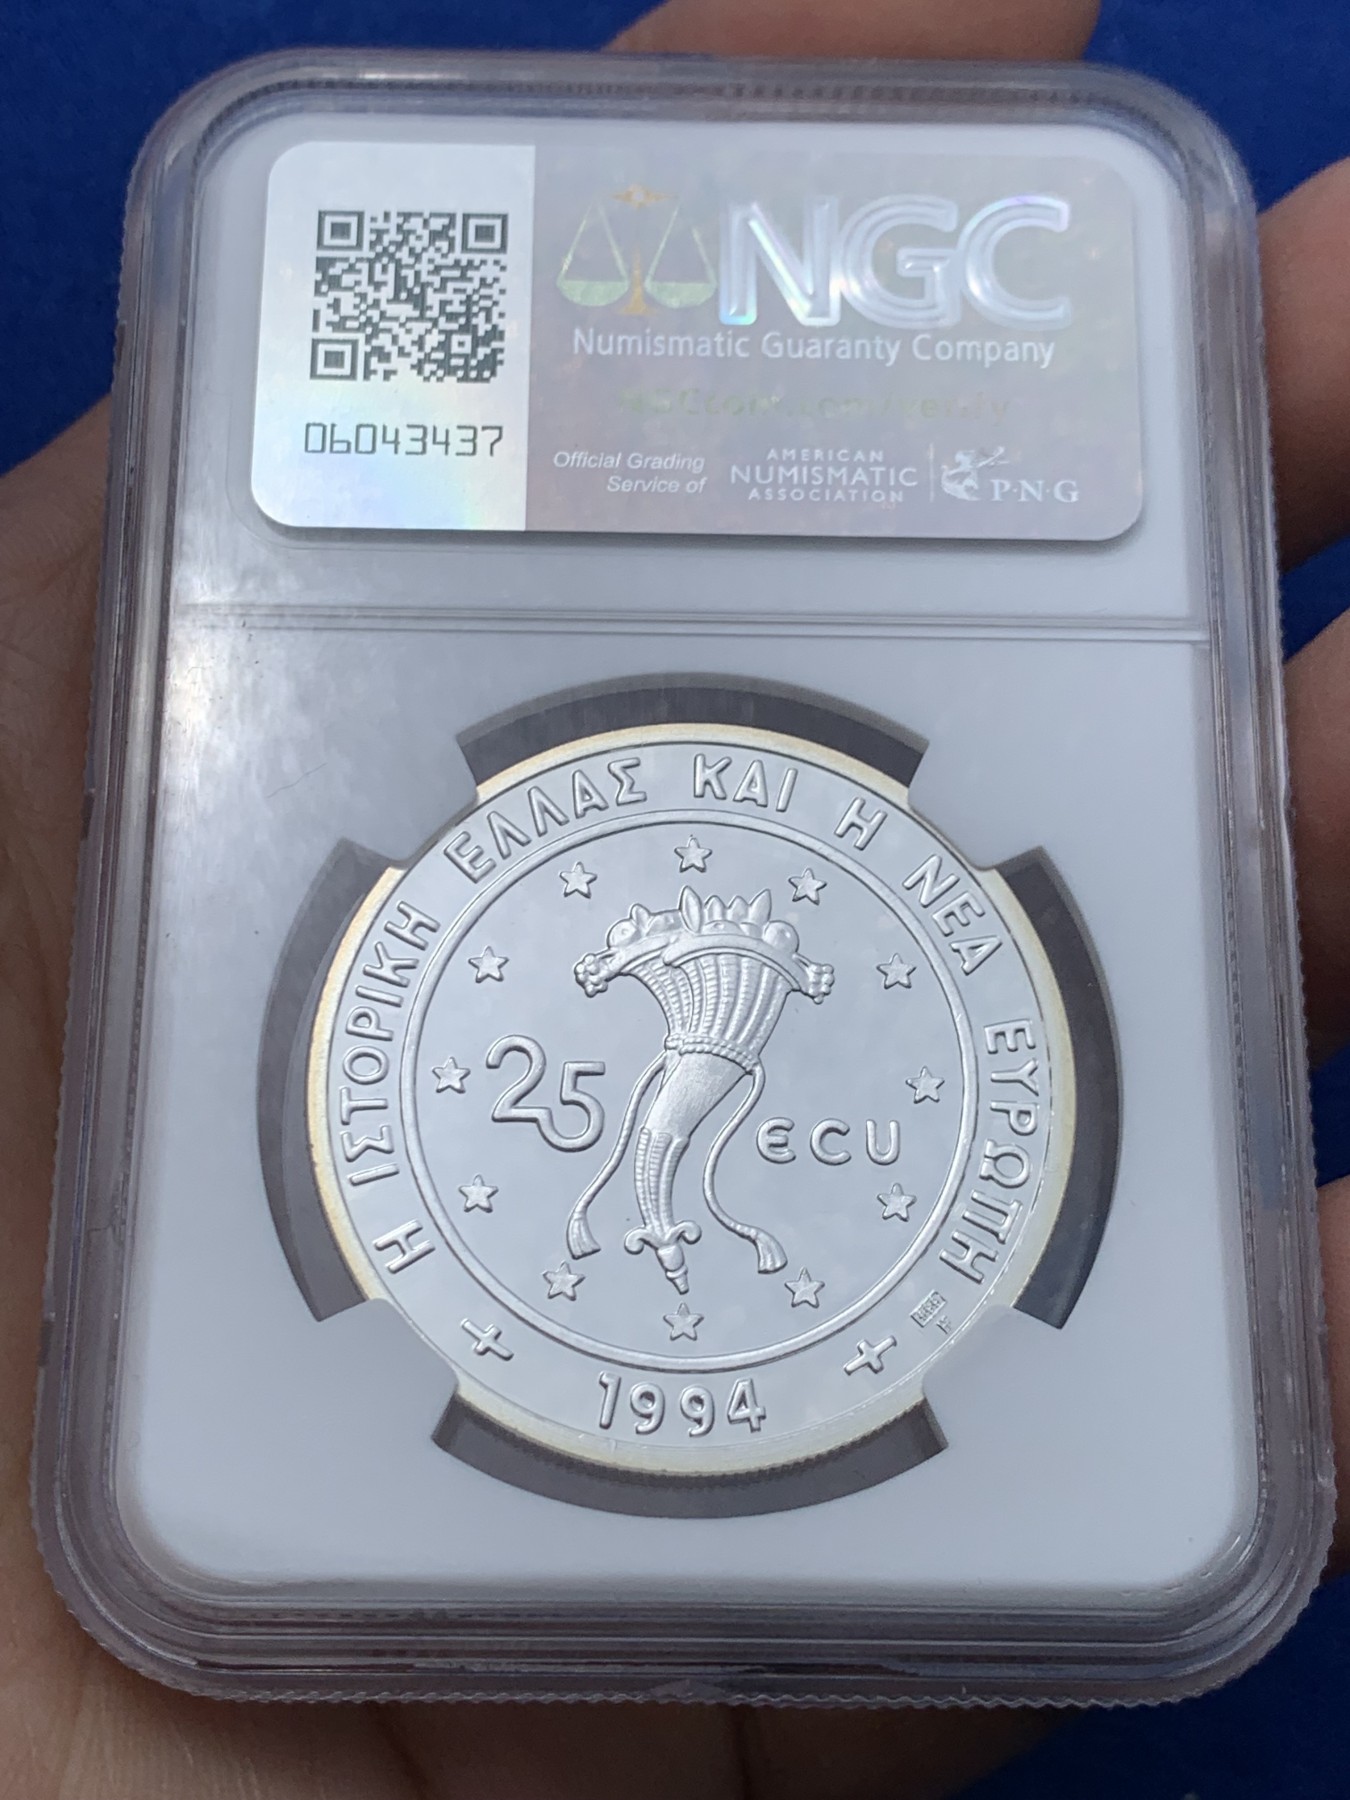 NGC
Numismatic Guaranty Company
06043437
Official Grading
Service of
AMERICAN
NUMISMATIC
ASSOCIATION
P·N·G
Η ΙΣΤΟΡΙΚΗ ΕΛΛΑΣ ΚΑΙ Η ΝΕΑ ΕΥΡΩΠΗ
25
ECU
1994